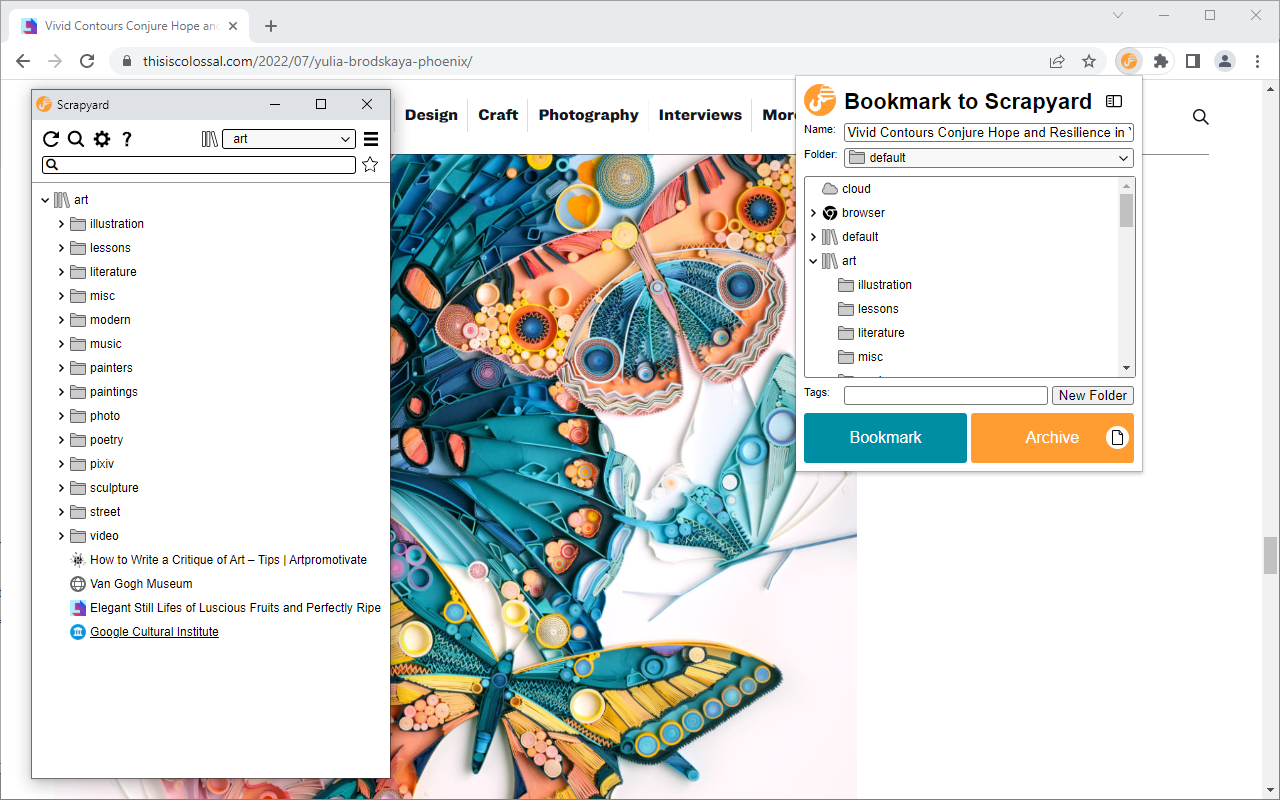 Vivid Contours Conjure Hope an
thisiscolossal.com/2022/07/yulia-brodskaya-phoenix/
Design
Craft
Photography
Interviews
Mor
Scrapyard
?
art
art
illustration
lessons
literature
misc
modern
music
painters
paintings
photo
poetry
pixiv
sculpture
street
video
How to Write a Critique of Art – Tips | Artpromotivate
Van Gogh Museum
Elegant Still Lifes of Luscious Fruits and Perfectly Ripe
Google Cultural Institute
Bookmark to Scrapyard
Name: Vivid Contours Conjure Hope and Resilience in
Folder: default
cloud
browser
default
art
illustration
lessons
literature
misc
Tags:
New Folder
Bookmark
Archive